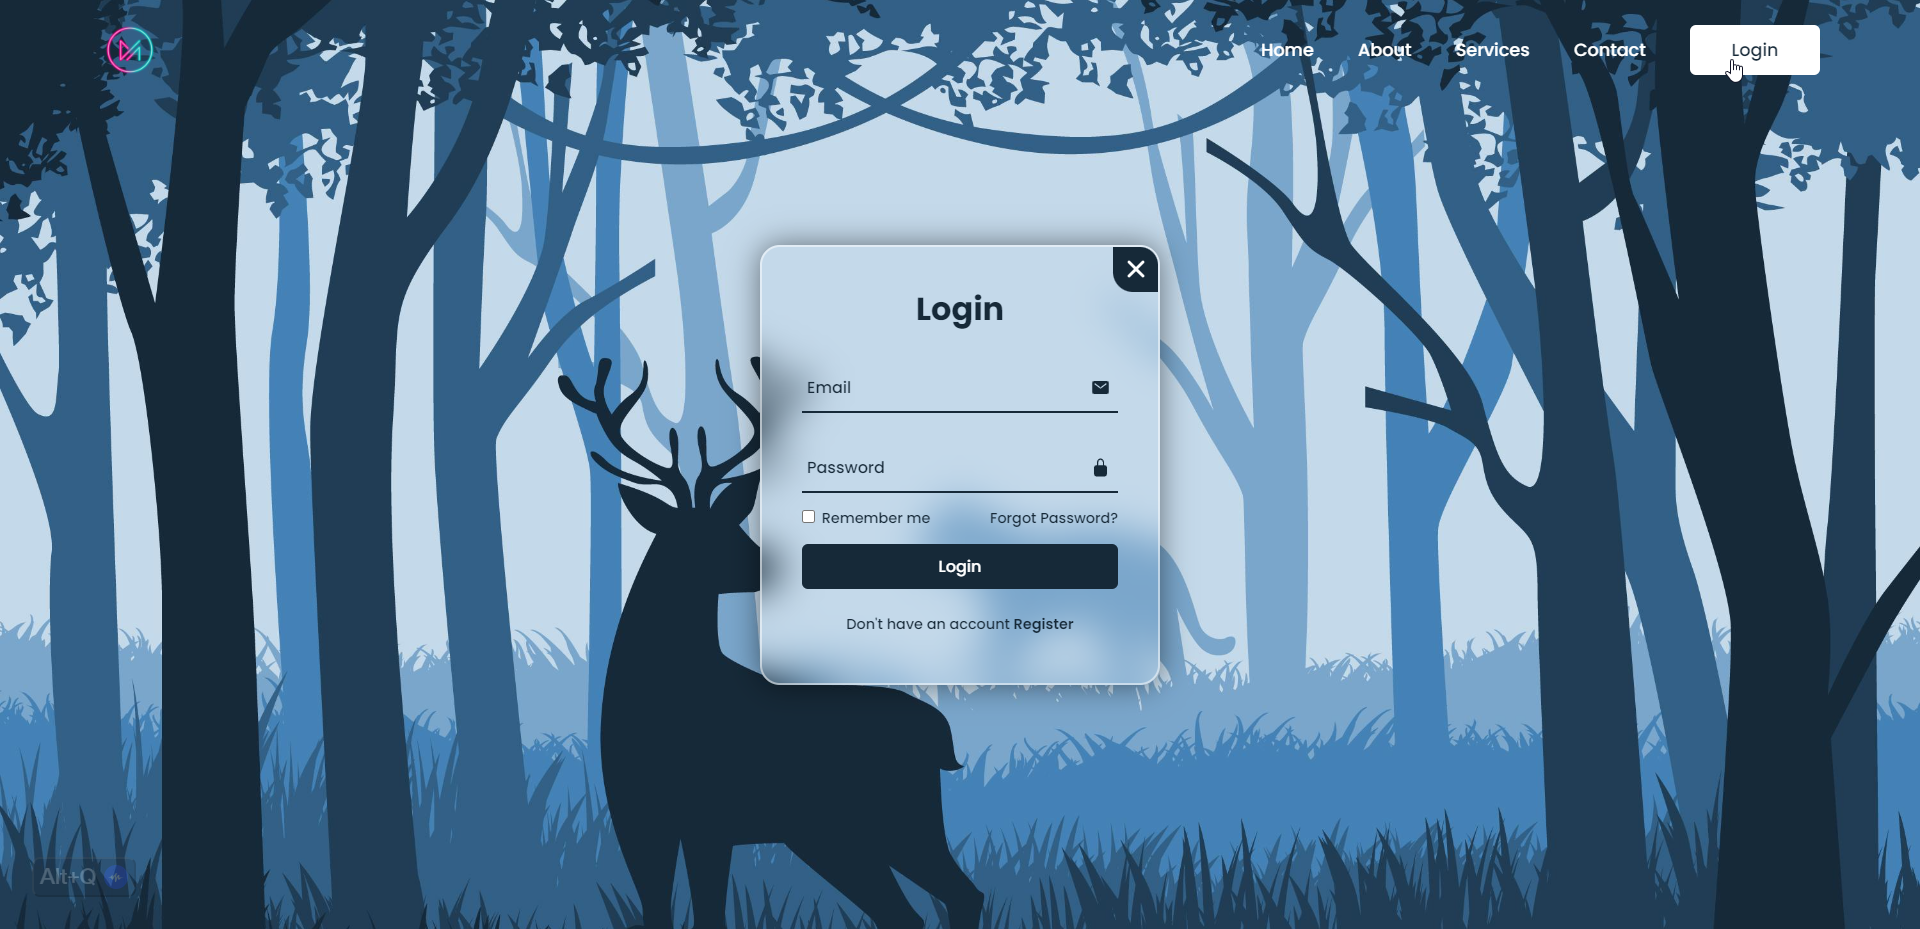 Home About Services Contact Login
Login
Email
Password
Remember me Forgot Password?
Login
Don't have an account Register
Alt+Q